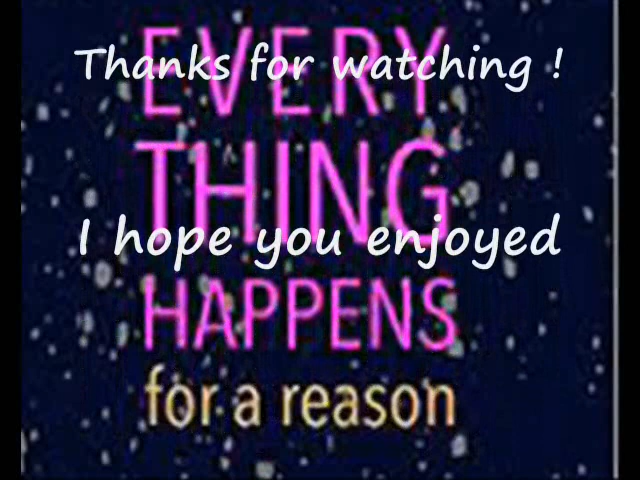 Thanks for watching !
EVERY
THING
I hope you enjoyed
HAPPENS
for a reason